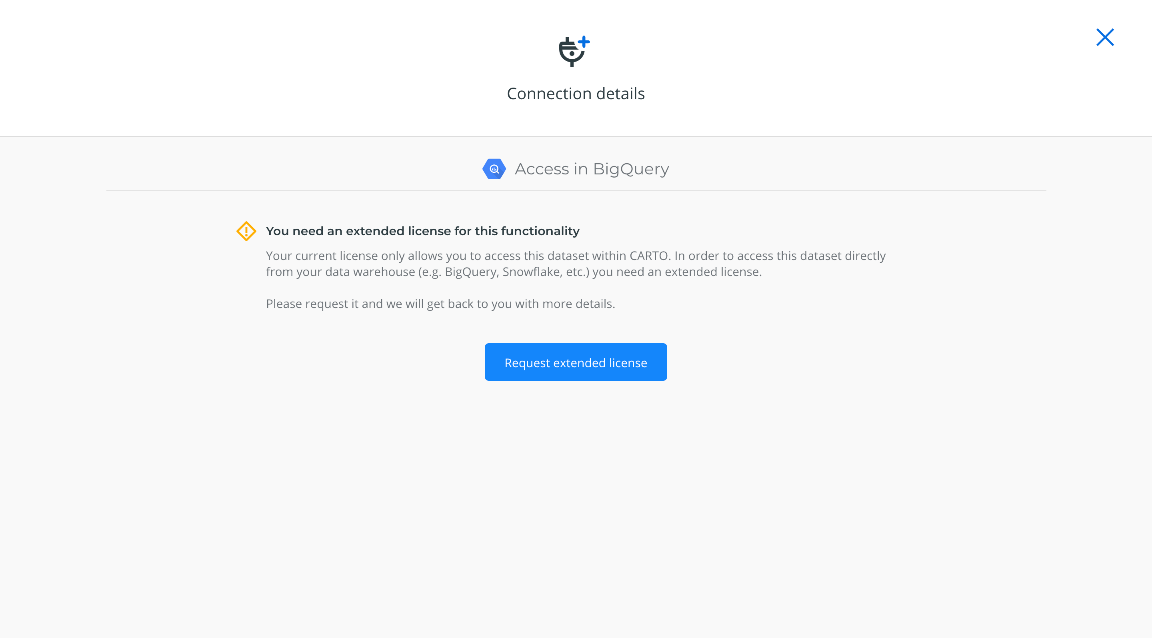 Connection details
Access in BigQuery
You need an extended license for this functionality
Your current license only allows you to access this dataset within CARTO. In order to access this dataset directly
from your data warehouse (e.g. BigQuery, Snowflake, etc.) you need an extended license.
Please request it and we will get back to you with more details.
Request extended license